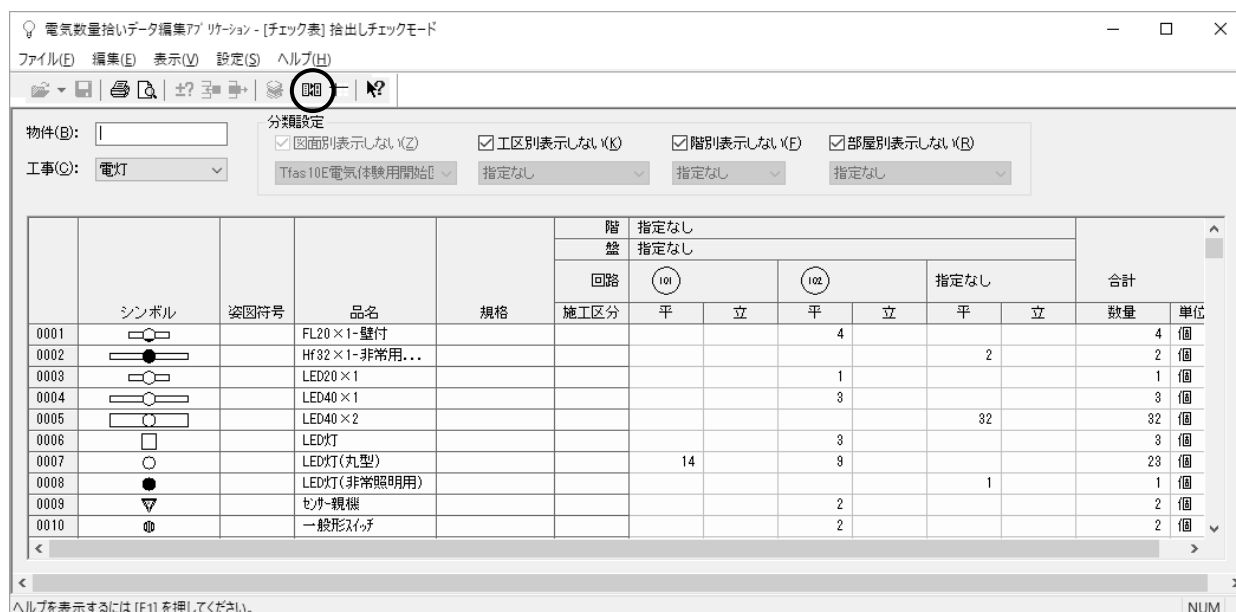 電気数量拾いデータ編集ｱﾌﾟﾘｹｰｼｮﾝ - [チェック表] 拾出しチェックモード
ファイル(F) 編集(E) 表示(V) 設定(S) ヘルプ(H)
物件(B):
分類設定
図面別表示しない(Z) 工区別表示しない(K) 階別表示しない(F) 部屋別表示しない(R)
工事(C): 電灯 Tfas10E電気(体験用開始[ 指定なし 指定なし 指定なし
階 指定なし
盤 指定なし
回路 101 102 指定なし 合計
シンボル 姿図符号 品名 規格 施工区分 平 立 平 立 平 立 数量 単位
0001 FL20×1-壁付 4 4 個
0002 Hf32×1-非常用... 2 2 個
0003 LED20×1 1 1 個
0004 LED40×1 3 3 個
0005 LED40×2 32 32 個
0006 LED灯 3 3 個
0007 LED灯(丸型) 14 9 23 個
0008 LED灯(非常照明用) 1 1 個
0009 ｾﾝｻｰ親機 2 2 個
0010 一般形ｽｲｯﾁ 2 2 個
ヘルプを表示するには [F1] を押してください。 NUM